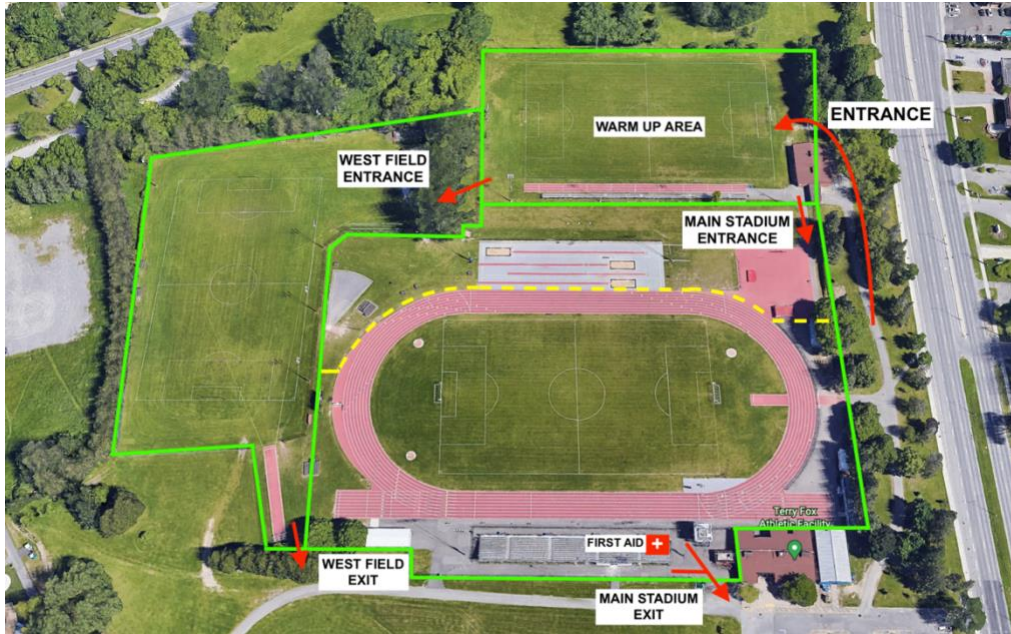 ENTRANCE
WARM UP AREA
WEST FIELD
ENTRANCE
MAIN STADIUM
ENTRANCE
Terry Fox
Athletic Facility
FIRST AID
WEST FIELD
EXIT
MAIN STADIUM
EXIT